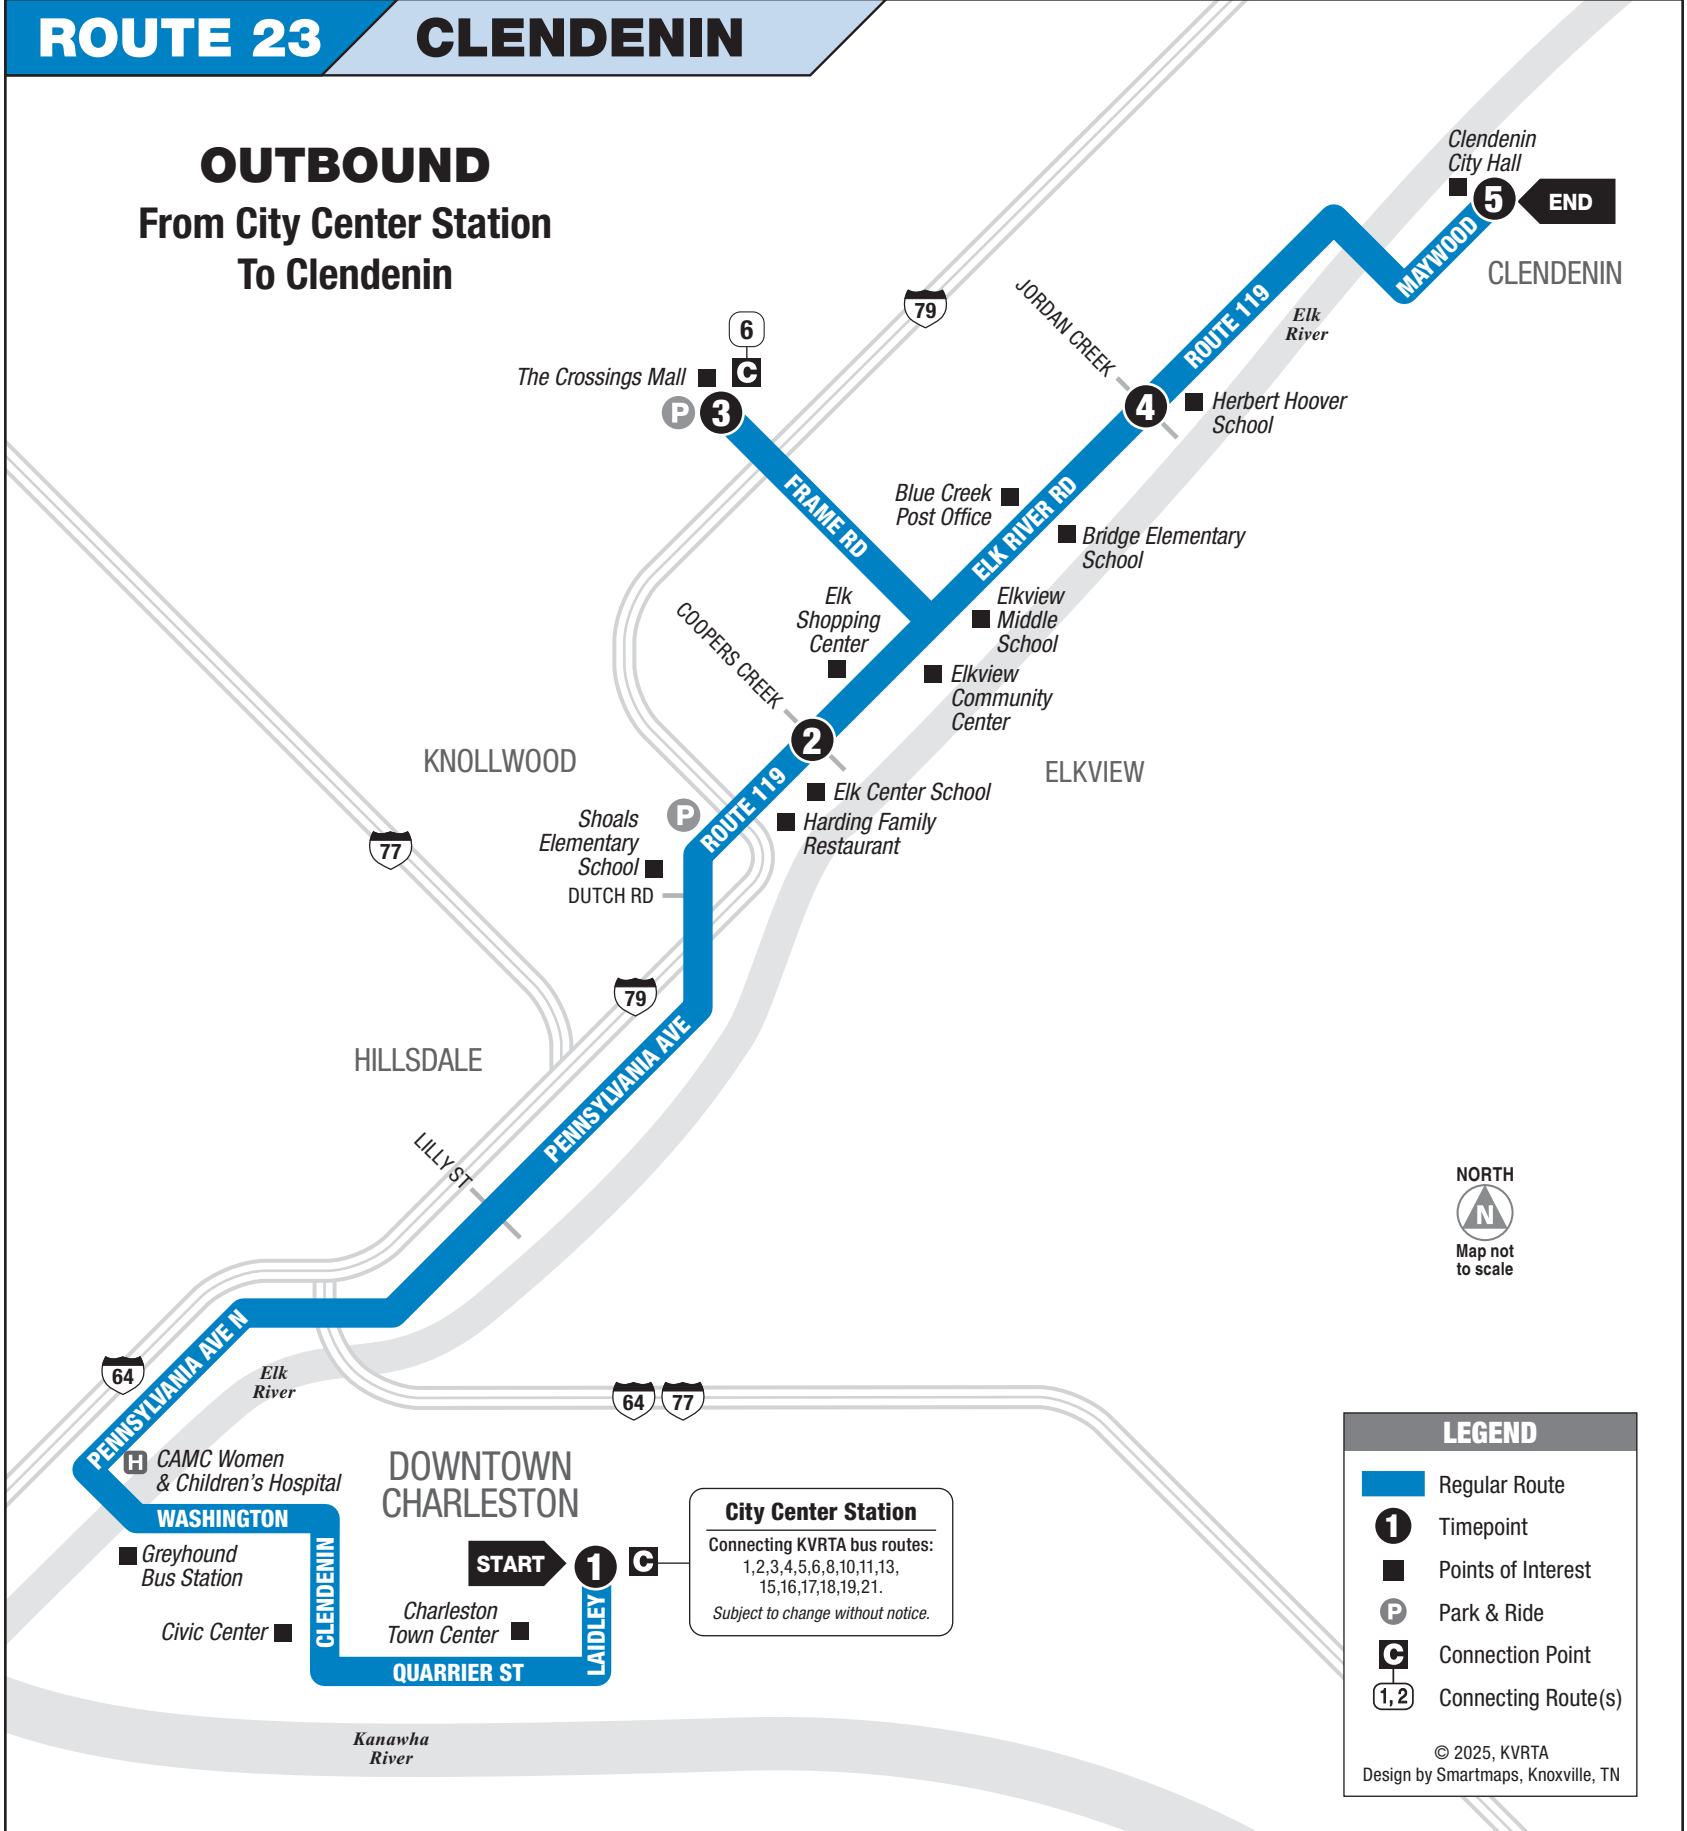 ROUTE 23
CLENDENIN
OUTBOUND
From City Center Station
To Clendenin
Clendenin
City Hall
5
END
MAYWOOD
CLENDENIN
79
JORDAN CREEK
ROUTE 119
Elk
River
6
C
The Crossings Mall
P
3
4
Herbert Hoover
School
FRAME RD
Blue Creek
Post Office
ELK RIVER RD
Bridge Elementary
School
Elk
Shopping
Center
Elkview
Middle
School
COOPERS CREEK
Elkview
Community
Center
2
KNOLLWOOD
ELKVIEW
ROUTE 119
Elk Center School
P
Shoals
Elementary
School
Harding Family
Restaurant
77
DUTCH RD
79
PENNSYLVANIA AVE
HILLSDALE
LILLY ST
NORTH
N
Map not
to scale
PENNSYLVANIA AVE N
64
Elk
River
64
77
H
CAMC Women
& Children's Hospital
DOWNTOWN
CHARLESTON
WASHINGTON
Greyhound
Bus Station
CLENDENIN
START
1
C
City Center Station
Connecting KVRTA bus routes:
1,2,3,4,5,6,8,10,11,13,
15,16,17,18,19,21.
Subject to change without notice.
Civic Center
Charleston
Town Center
LAIDLEY
QUARRIER ST
Kanawha
River
LEGEND
Regular Route
1
Timepoint
Points of Interest
P
Park & Ride
C
Connection Point
1,2
Connecting Route(s)
© 2025, KVRTA
Design by Smartmaps, Knoxville, TN